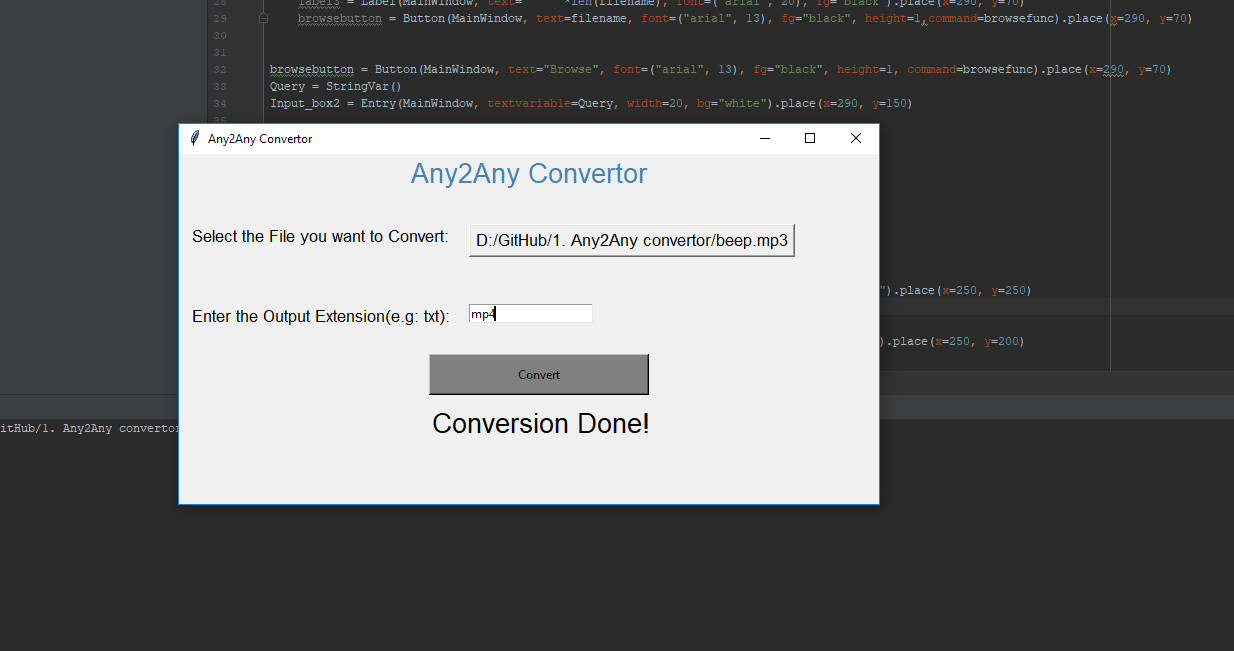 28 label3 = Label(MainWindow, text=" "*len(filename), font=("arial", 20), fg="black").place(x=290, y=70)
29 browsebutton = Button(MainWindow, text=filename, font=("arial", 13), fg="black", height=1,command=browsefunc).place(x=290, y=70)
30
31
32 browsebutton = Button(MainWindow, text="Browse", font=("arial", 13), fg="black", height=1, command=browsefunc).place(x=290, y=70)
33 Query = StringVar()
34 Input_box2 = Entry(MainWindow, textvariable=Query, width=20, bg="white").place(x=290, y=150)
35
Any2Any Convertor
Any2Any Convertor
Select the File you want to Convert: D:/GitHub/1. Any2Any convertor/beep.mp3
").place(x=250, y=250)
Enter the Output Extension(e.g: txt): mp4
).place(x=250, y=200)
Convert
Conversion Done!
itHub/1. Any2Any convertor